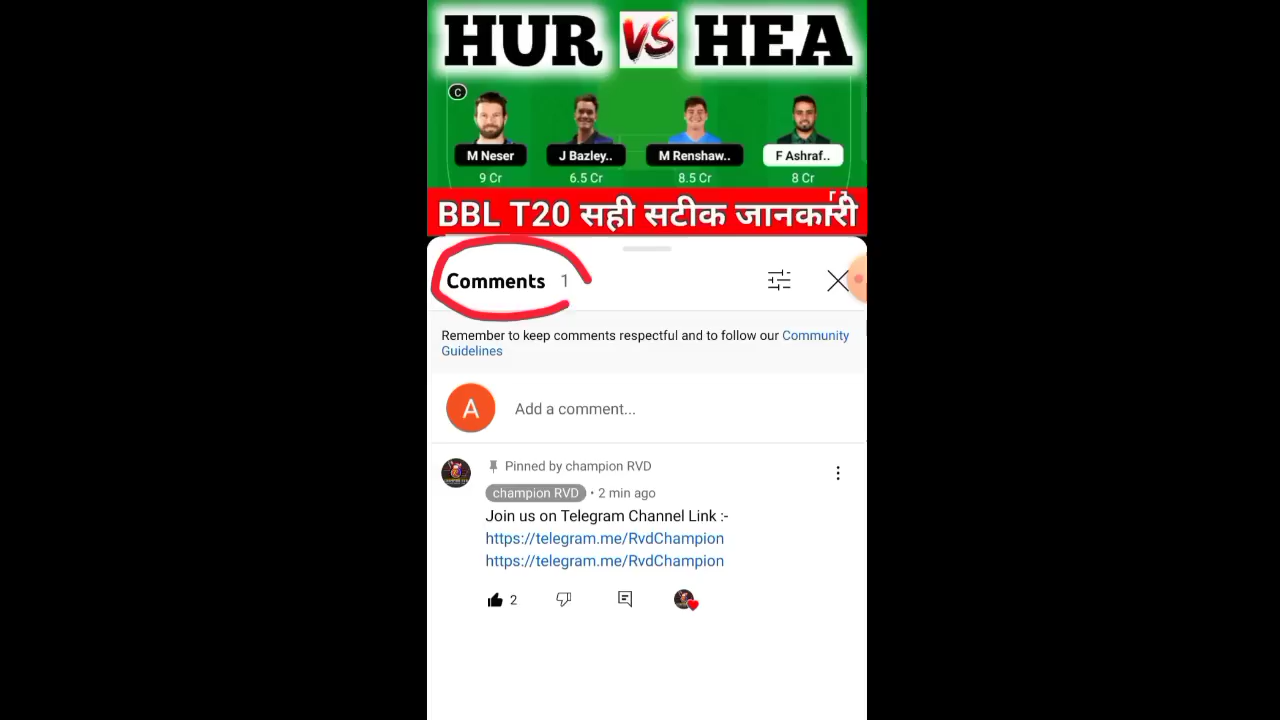 HUR VS HEA
C
M Neser J Bazley.. M Renshaw.. F Ashraf..
9 Cr 6.5 Cr 8.5 Cr 8 Cr
BBL T20 सही सटीक जानकारी
Comments 1
Remember to keep comments respectful and to follow our Community
Guidelines
A Add a comment...
Pinned by champion RVD
champion RVD • 2 min ago
Join us on Telegram Channel Link :-
https://telegram.me/RvdChampion
https://telegram.me/RvdChampion
2